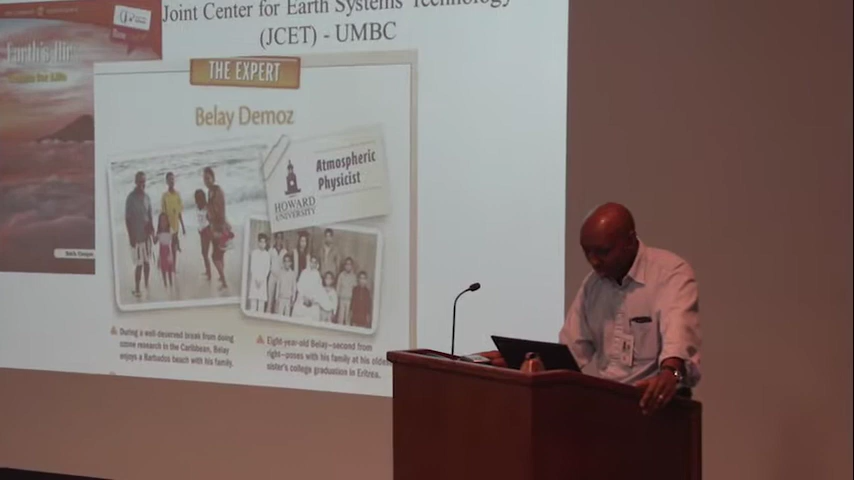 Joint Center for Earth Systems Technology
(JCET) - UMBC
Earth's Air
THE EXPERT
Belay Demoz
Atmospheric
Physicist
HOWARD
UNIVERSITY
During a well-deserved break from doing
ozone research in the Caribbean, Belay
enjoys a Barbados beach with his family.
Eight-year-old Belay—second from
right—poses with his family at his oldest
sister's college graduation in Eritrea.